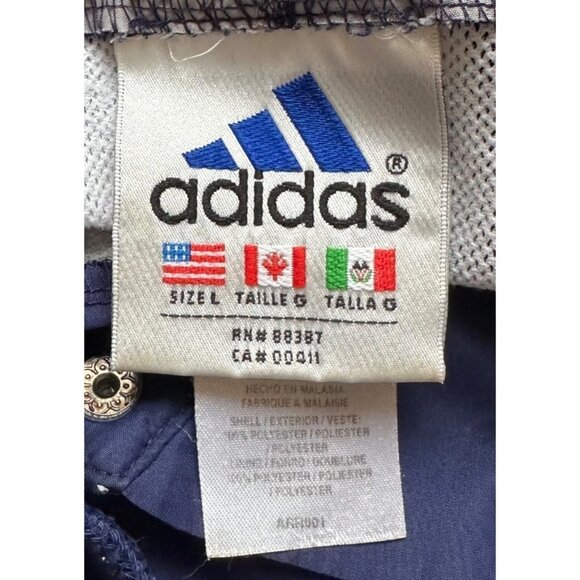 adidas®
SIZE L TAILLE G TALLA G
RN# 88387
CA# 00411
HECHO EN MALASIA
FABRIQUE A MALAISIE
SHELL / EXTERIOR / VESTE:
100% POLYESTER / POLIESTER
/ POLYESTER
LINING / FORRO / DOUBLURE
100% POLYESTER / POLIESTER
/ POLYESTER